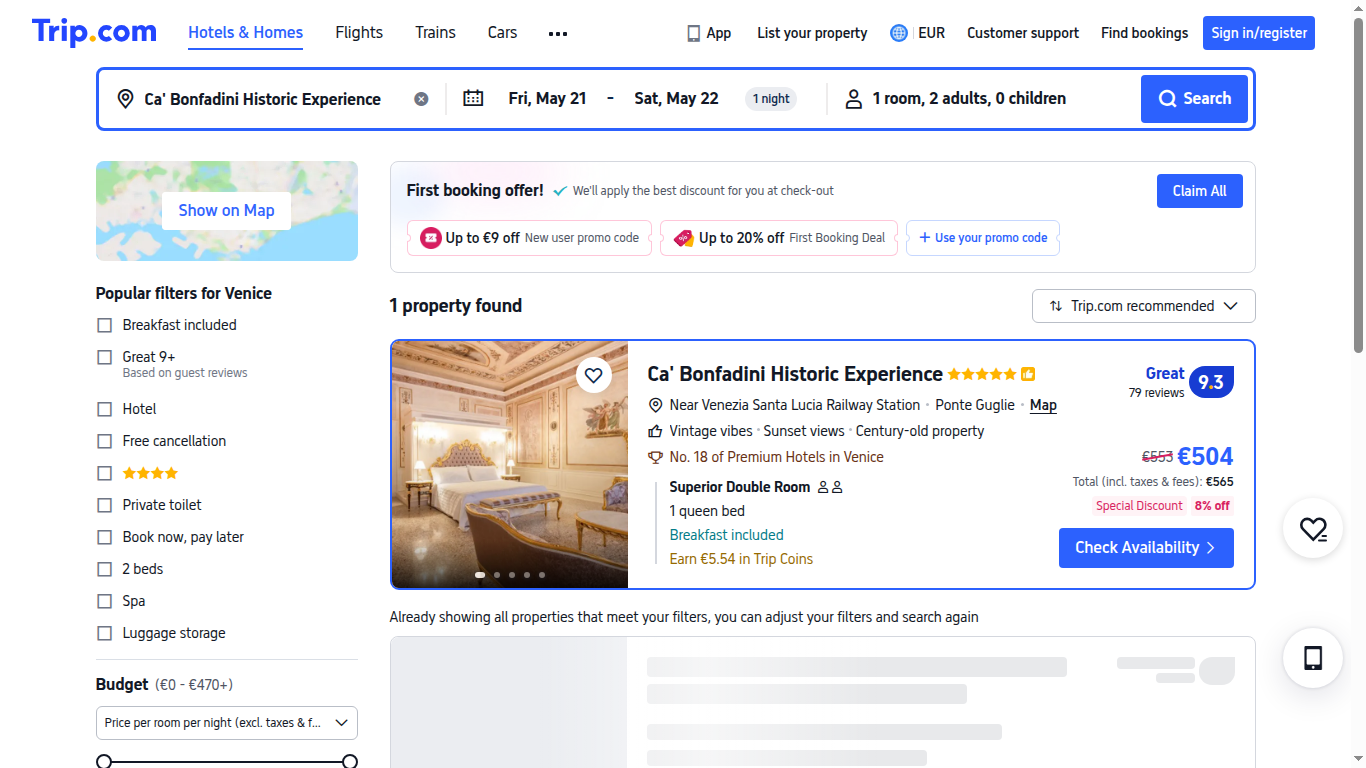 Trip.com
Hotels & Homes
Flights
Trains
Cars
App
List your property
EUR
Customer support
Find bookings
Sign in/register
Ca' Bonfadini Historic Experience
Fri, May 21
-
Sat, May 22
1 night
1 room, 2 adults, 0 children
Search
Show on Map
Popular filters for Venice
Breakfast included
Great 9+
Based on guest reviews
Hotel
Free cancellation
Private toilet
Book now, pay later
2 beds
Spa
Luggage storage
Budget (€0 - €470+)
Price per room per night (excl. taxes & f...
First booking offer!
We'll apply the best discount for you at check-out
Claim All
Up to €9 off New user promo code
Up to 20% off First Booking Deal
+ Use your promo code
1 property found
Trip.com recommended
Ca' Bonfadini Historic Experience
Great
79 reviews
9.3
Near Venezia Santa Lucia Railway Station · Ponte Guglie · Map
Vintage vibes · Sunset views · Century-old property
No. 18 of Premium Hotels in Venice
€553 €504
Total (incl. taxes & fees): €565
Special Discount 8% off
Superior Double Room
1 queen bed
Breakfast included
Earn €5.54 in Trip Coins
Check Availability
Already showing all properties that meet your filters, you can adjust your filters and search again